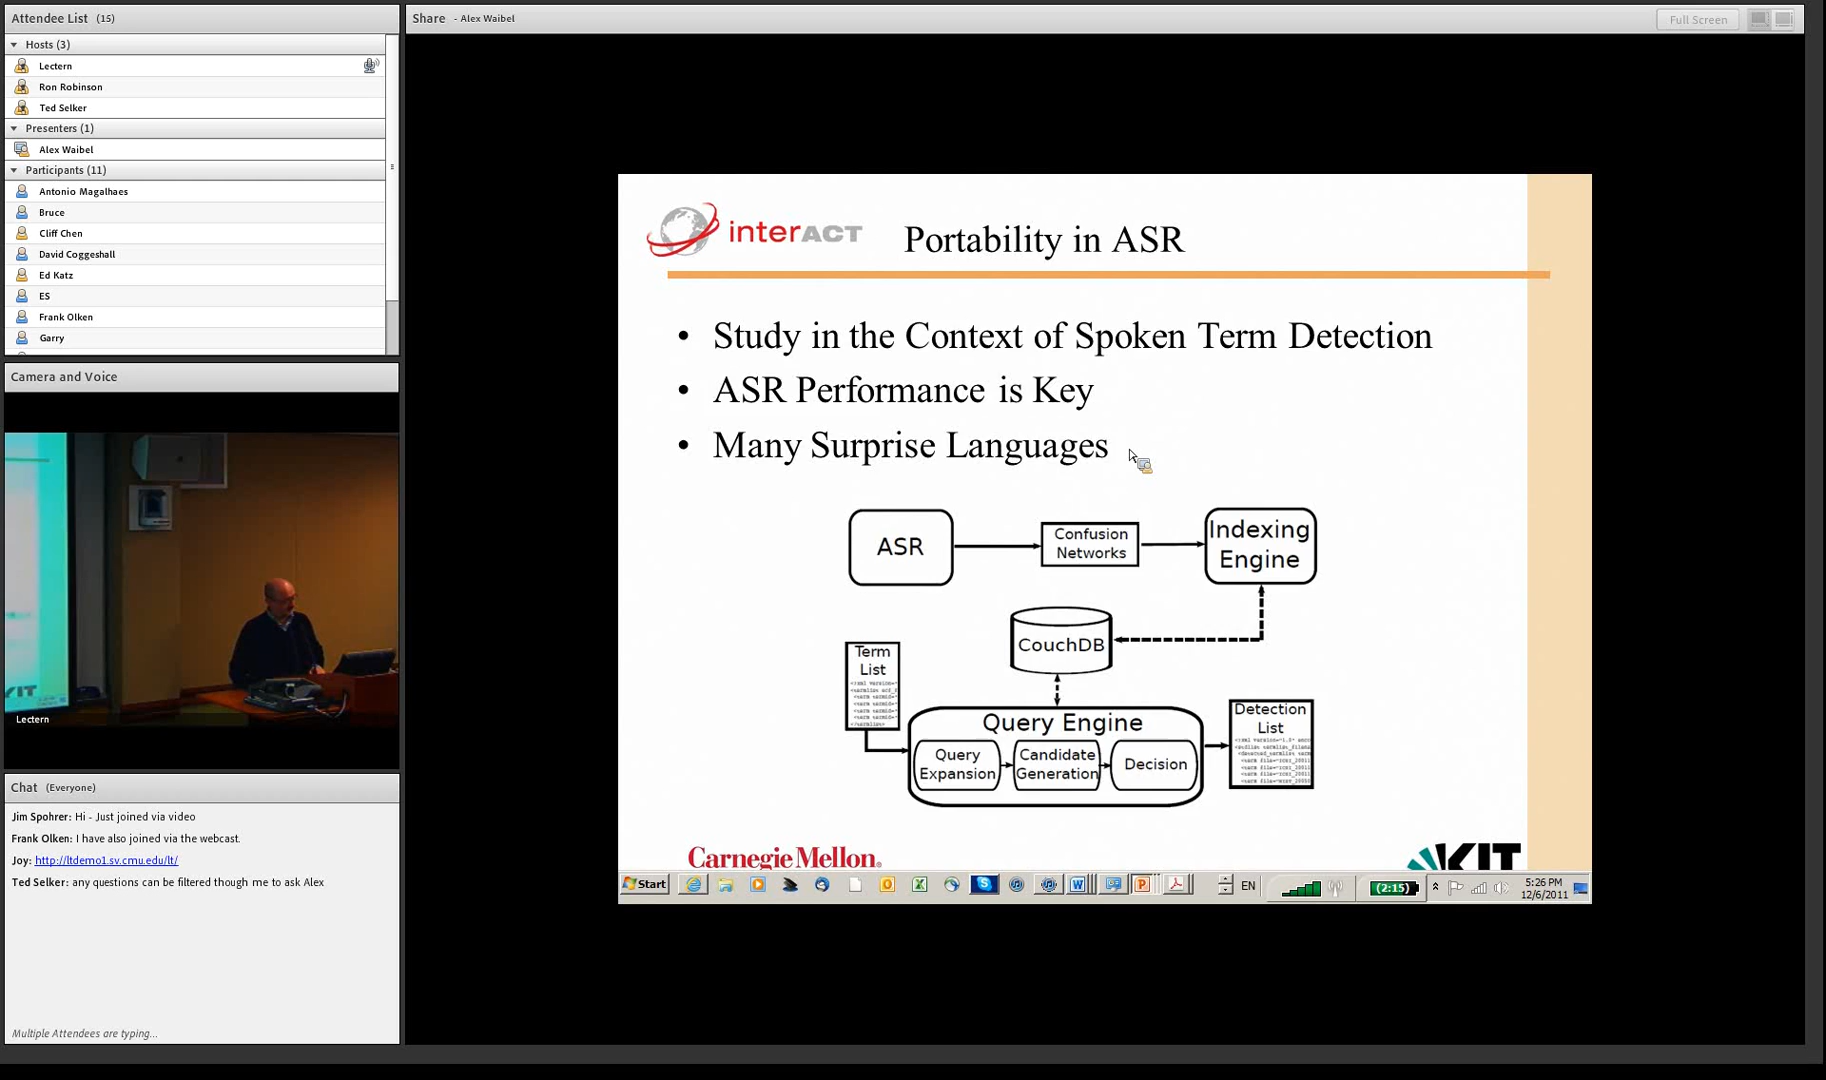 Attendee List (15)
Hosts (3)
Lectern
Ron Robinson
Ted Selker
Presenters (1)
Alex Waibel
Participants (11)
Antonio Magalhaes
Bruce
Cliff Chen
David Coggeshall
Ed Katz
ES
Frank Olken
Garry
Camera and Voice
KIT
Lectern
Chat (Everyone)
Jim Spohrer: Hi - Just joined via video
Frank Olken: I have also joined via the webcast.
Joy: http://ltdemo1.sv.cmu.edu/lt/
Ted Selker: any questions can be filtered though me to ask Alex
Multiple Attendees are typing...
Share - Alex Waibel
Full Screen
interACT
Portability in ASR
• Study in the Context of Spoken Term Detection
• ASR Performance is Key
• Many Surprise Languages
ASR
Confusion
Networks
Indexing
Engine
CouchDB
Term
List
Query Engine
Query
Expansion
Candidate
Generation
Decision
Detection
List
Carnegie Mellon
KIT
Start
EN
(2:15)
5:26 PM
12/6/2011